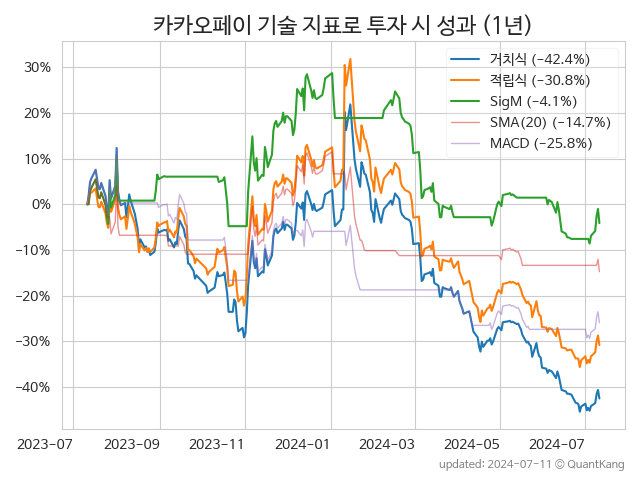 카카오페이 기술 지표로 투자 시 성과 (1년)
거치식 (−42.4%)
적립식 (−30.8%)
SigM (−4.1%)
SMA(20) (−14.7%)
MACD (−25.8%)
30%
20%
10%
0%
−10%
−20%
−30%
−40%
2023-07 2023-09 2023-11 2024-01 2024-03 2024-05 2024-07
updated: 2024-07-11 © QuantKang